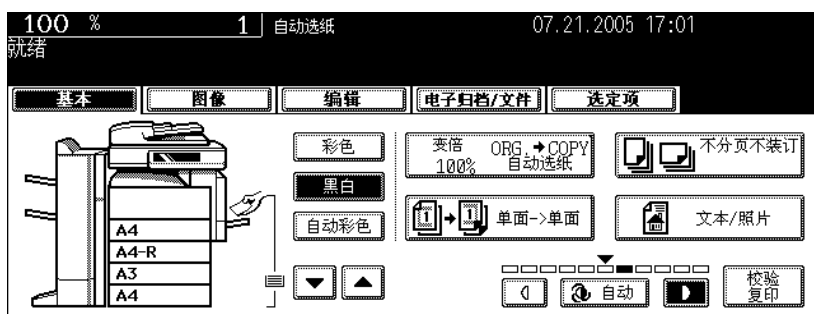 100 % 1 自动选纸 07.21.2005 17:01
就绪
基本 图像 编辑 电子归档/文件 选定项
彩色
黑白
自动彩色
变倍 ORG.➔COPY
100% 自动选纸
不分页不装订
1➔1 单面->单面
文本/照片
A4
A4-R
A3
A4
自动
校验
复印